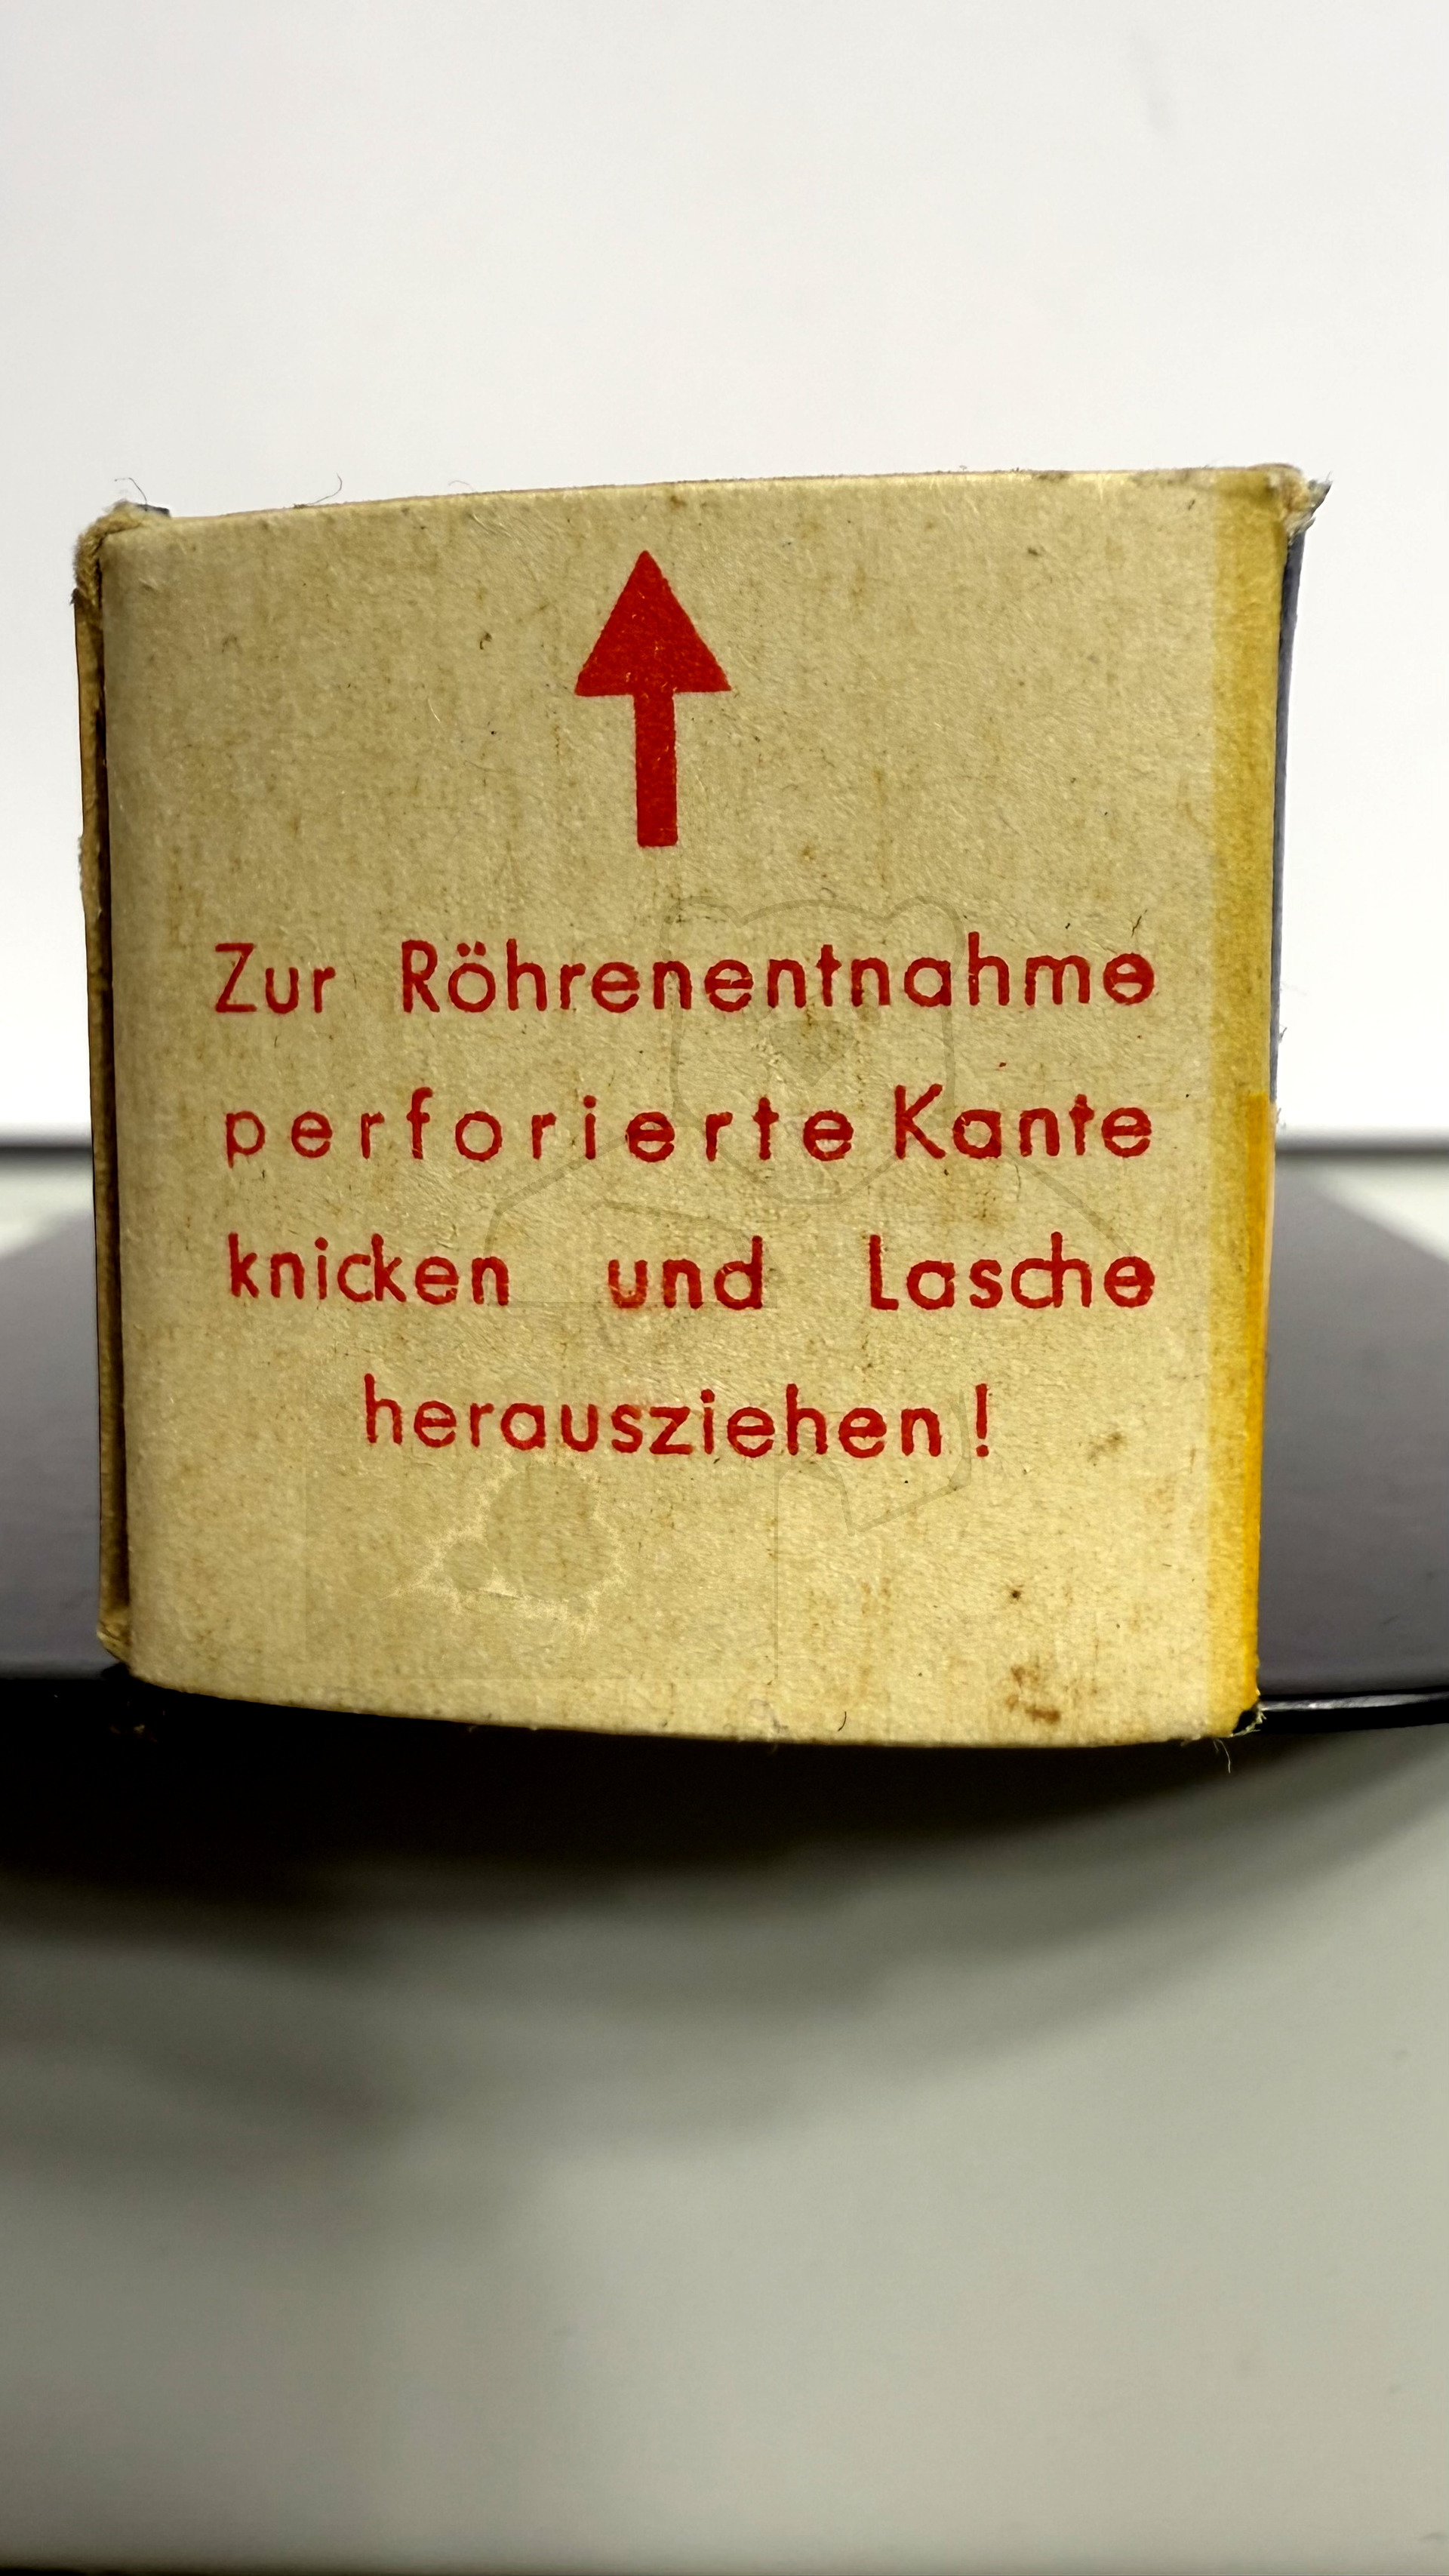 Zur Röhrenentnahme
perforierte Kante
knicken und Lasche
herausziehen!